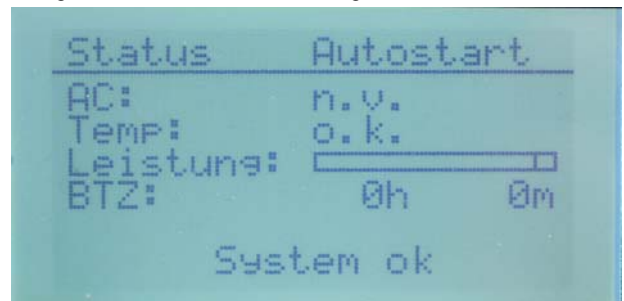 Status Autostart
AC: n.v.
Temp: o.k.
Leistung:
BTZ: 0h 0m
System ok